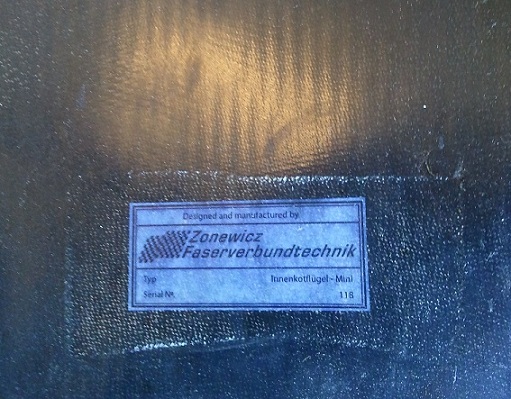 Designed and manufactured by
Zonewicz
Faserverbundtechnik
Typ Innenkotflügel - Mini
Serial Nr. 118